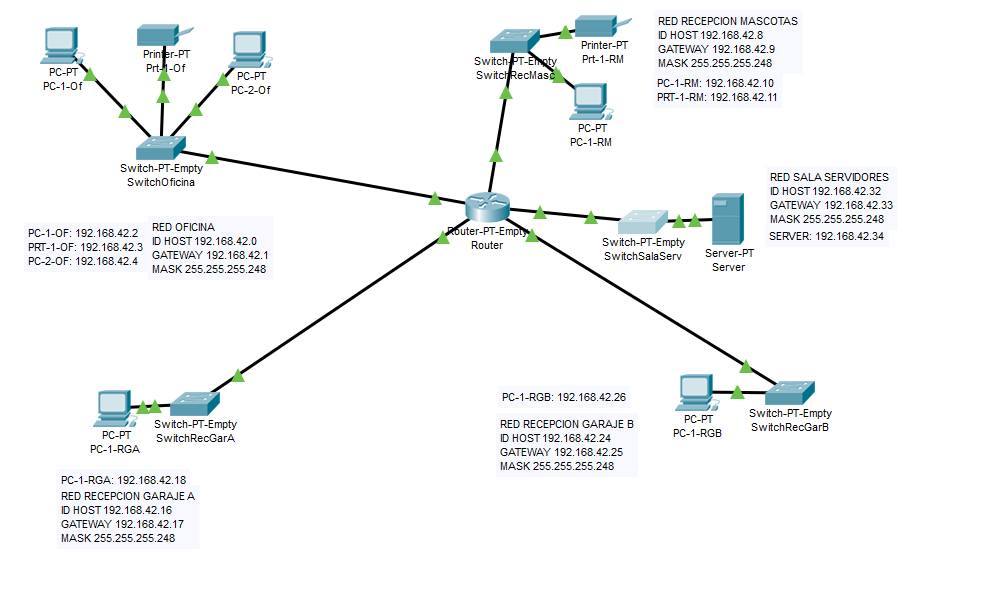 PC-PT
PC-1-Of
Printer-PT
Prt-1-Of
PC-PT
PC-2-Of
Switch-PT-Empty
SwitchOficina
Switch-PT-Empty
SwitchRecMasc
Printer-PT
Prt-1-RM
PC-PT
PC-1-RM
RED RECEPCION MASCOTAS
ID HOST 192.168.42.8
GATEWAY 192.168.42.9
MASK 255.255.255.248
PC-1-RM: 192.168.42.10
PRT-1-RM: 192.168.42.11
RED SALA SERVIDORES
ID HOST 192.168.42.32
GATEWAY 192.168.42.33
MASK 255.255.255.248
SERVER: 192.168.42.34
PC-1-OF: 192.168.42.2
PRT-1-OF: 192.168.42.3
PC-2-OF: 192.168.42.4
RED OFICINA
ID HOST 192.168.42.0
GATEWAY 192.168.42.1
MASK 255.255.255.248
Router-PT-Empty
Router
Switch-PT-Empty
SwitchSalaServ
Server-PT
Server
PC-PT
PC-1-RGA
Switch-PT-Empty
SwitchRecGarA
PC-1-RGA: 192.168.42.18
RED RECEPCION GARAJE A
ID HOST 192.168.42.16
GATEWAY 192.168.42.17
MASK 255.255.255.248
PC-1-RGB: 192.168.42.26
RED RECEPCION GARAJE B
ID HOST 192.168.42.24
GATEWAY 192.168.42.25
MASK 255.255.255.248
PC-PT
PC-1-RGB
Switch-PT-Empty
SwitchRecGarB